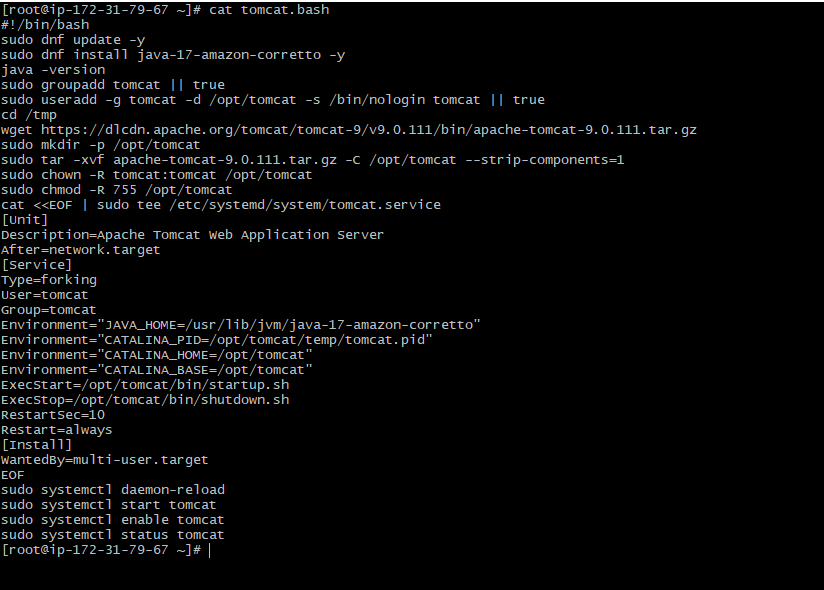 [root@ip-172-31-79-67 ~]# cat tomcat.bash
#!/bin/bash
sudo dnf update -y
sudo dnf install java-17-amazon-corretto -y
java -version
sudo groupadd tomcat || true
sudo useradd -g tomcat -d /opt/tomcat -s /bin/nologin tomcat || true
cd /tmp
wget https://dlcdn.apache.org/tomcat/tomcat-9/v9.0.111/bin/apache-tomcat-9.0.111.tar.gz
sudo mkdir -p /opt/tomcat
sudo tar -xvf apache-tomcat-9.0.111.tar.gz -C /opt/tomcat --strip-components=1
sudo chown -R tomcat:tomcat /opt/tomcat
sudo chmod -R 755 /opt/tomcat
cat <<EOF | sudo tee /etc/systemd/system/tomcat.service
[Unit]
Description=Apache Tomcat Web Application Server
After=network.target
[Service]
Type=forking
User=tomcat
Group=tomcat
Environment="JAVA_HOME=/usr/lib/jvm/java-17-amazon-corretto"
Environment="CATALINA_PID=/opt/tomcat/temp/tomcat.pid"
Environment="CATALINA_HOME=/opt/tomcat"
Environment="CATALINA_BASE=/opt/tomcat"
ExecStart=/opt/tomcat/bin/startup.sh
ExecStop=/opt/tomcat/bin/shutdown.sh
RestartSec=10
Restart=always
[Install]
WantedBy=multi-user.target
EOF
sudo systemctl daemon-reload
sudo systemctl start tomcat
sudo systemctl enable tomcat
sudo systemctl status tomcat
[root@ip-172-31-79-67 ~]#